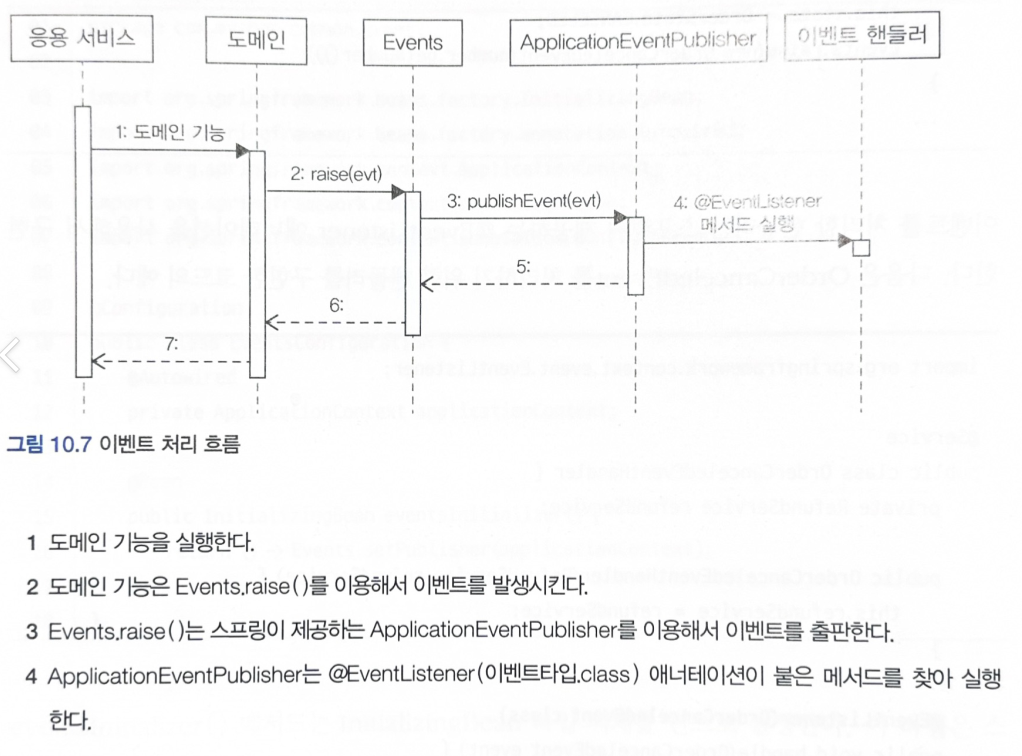 응용 서비스
도메인
Events
ApplicationEventPublisher
이벤트 핸들러
1: 도메인 기능
2: raise(evt)
3: publishEvent(evt)
4: @EventListener
메서드 실행
5:
6:
7:
그림 10.7 이벤트 처리 흐름
1 도메인 기능을 실행한다.
2 도메인 기능은 Events.raise()를 이용해서 이벤트를 발생시킨다.
3 Events.raise()는 스프링이 제공하는 ApplicationEventPublisher를 이용해서 이벤트를 출판한다.
4 ApplicationEventPublisher는 @EventListener(이벤트타입.class) 애너테이션이 붙은 메서드를 찾아 실행
한다.